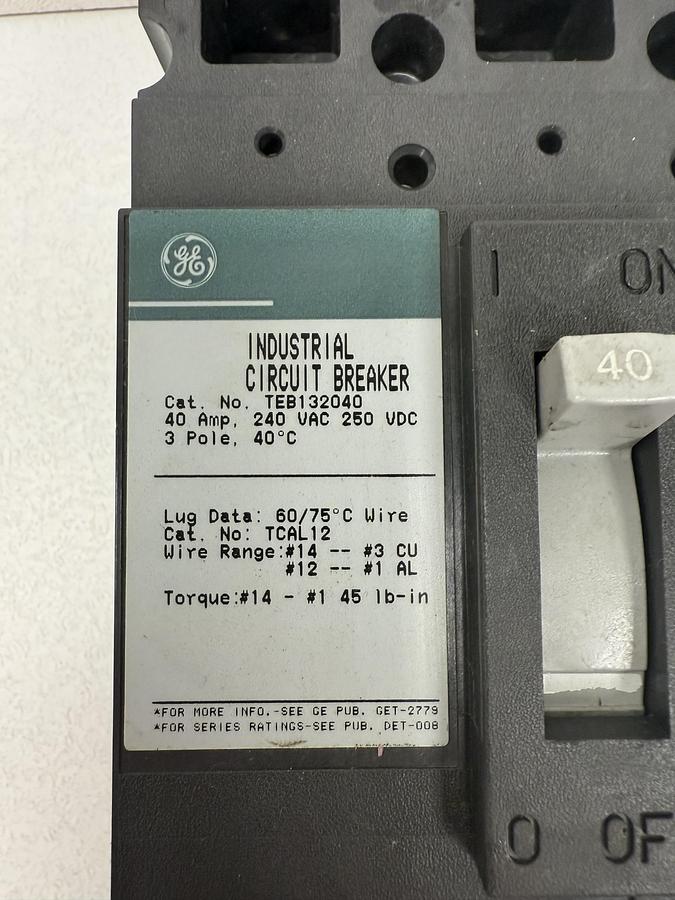 GE
INDUSTRIAL
CIRCUIT BREAKER
Cat. No. TEB132040
40 Amp, 240 VAC 250 VDC
3 Pole, 40°C
Lug Data: 60/75°C Wire
Cat. No: TCAL12
Wire Range:#14 -- #3 CU
#12 -- #1 AL
Torque:#14 - #1 45 lb-in
*FOR MORE INFO.-SEE GE PUB. GET-2779
*FOR SERIES RATINGS-SEE PUB. DET-008
I ON
40
O OF